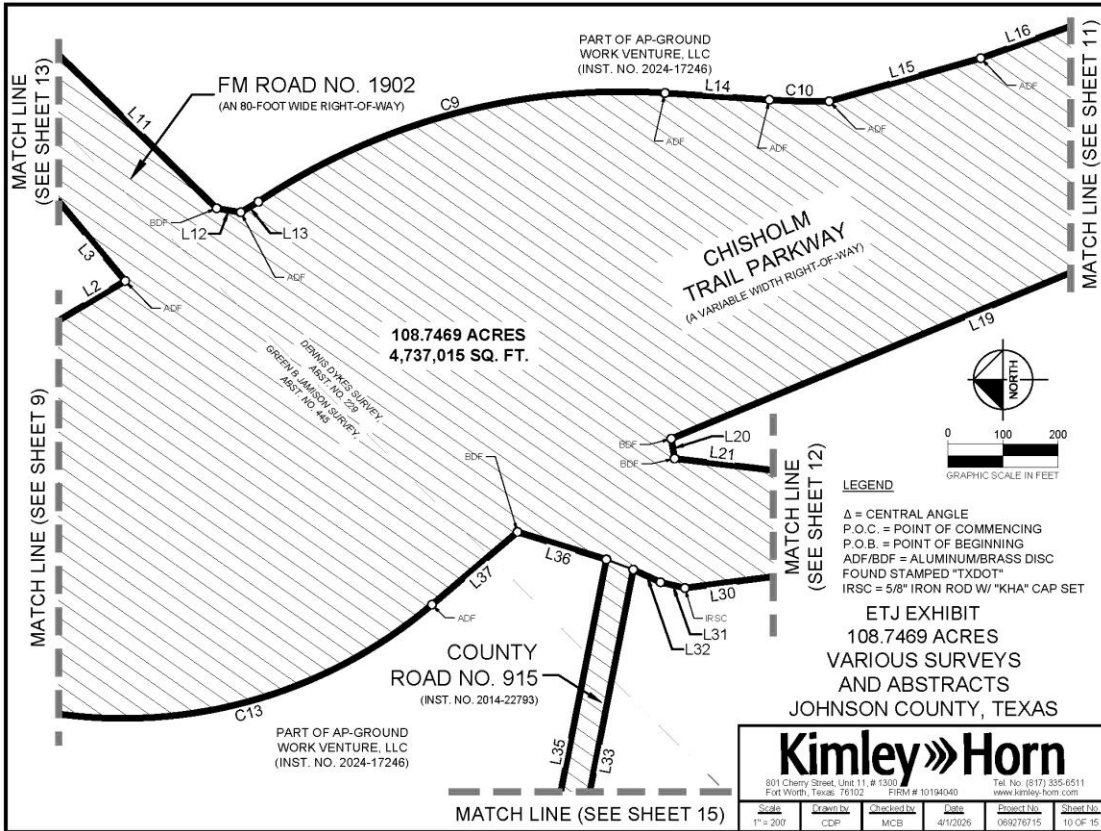 PART OF AP-GROUND
WORK VENTURE, LLC
(INST. NO. 2024-17246)
L16
L15
C10
L14
ADF
ADF
ADF
ADF
C9
FM ROAD NO. 1902
(AN 80-FOOT WIDE RIGHT-OF-WAY)
MATCH LINE
(SEE SHEET 13)
L11
BDF
L12
L13
ADF
L3
L2
ADF
MATCH LINE (SEE SHEET 11)
CHISHOLM
TRAIL PARKWAY
(A VARIABLE WIDTH RIGHT-OF-WAY)
L19
108.7469 ACRES
4,737,015 SQ. FT.
DENNIS DYKES SURVEY,
ABST. NO. 229
GREEN B JAMISON SURVEY,
ABST. NO. 445
NORTH
BDF
L20
BDF
L21
BDF
0 100 200
GRAPHIC SCALE IN FEET
MATCH LINE (SEE SHEET 9)
MATCH LINE
(SEE SHEET 12)
LEGEND
Δ = CENTRAL ANGLE
P.O.C. = POINT OF COMMENCING
P.O.B. = POINT OF BEGINNING
ADF/BDF = ALUMINUM/BRASS DISC
FOUND STAMPED "TXDOT"
IRSC = 5/8" IRON ROD W/ "KHA" CAP SET
L36
L37
ADF
L30
IRSC
L31
L32
COUNTY
ROAD NO. 915
(INST. NO. 2014-22793)
C13
L35
L33
PART OF AP-GROUND
WORK VENTURE, LLC
(INST. NO. 2024-17246)
MATCH LINE (SEE SHEET 15)
ETJ EXHIBIT
108.7469 ACRES
VARIOUS SURVEYS
AND ABSTRACTS
JOHNSON COUNTY, TEXAS
Kimley»Horn
801 Cherry Street, Unit 11, # 1300 Tel. No. (817) 335-6511
Fort Worth, Texas 76102 FIRM # 10194040 www.kimley-horn.com
Scale Drawn by Checked by Date Project No. Sheet No.
1" = 200' CDP MCB 4/1/2026 069276715 10 OF 15